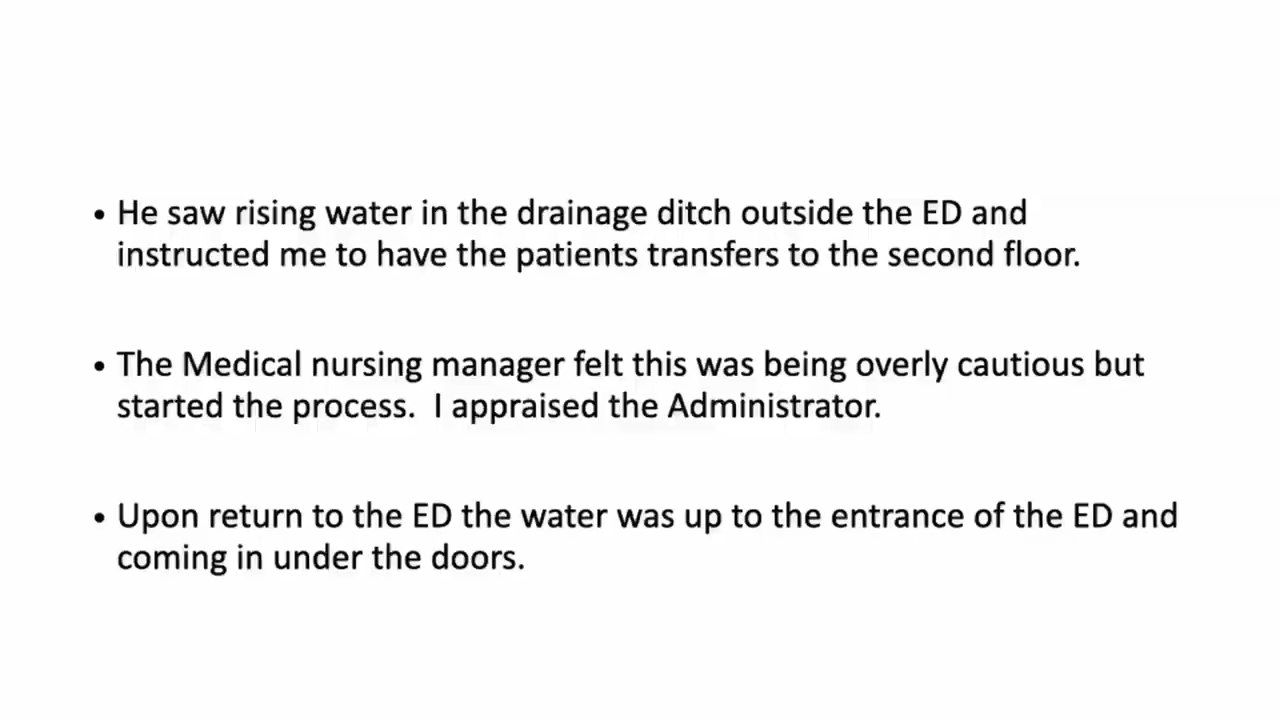 • He saw rising water in the drainage ditch outside the ED and
instructed me to have the patients transfers to the second floor.
• The Medical nursing manager felt this was being overly cautious but
started the process.  I appraised the Administrator.
• Upon return to the ED the water was up to the entrance of the ED and
coming in under the doors.